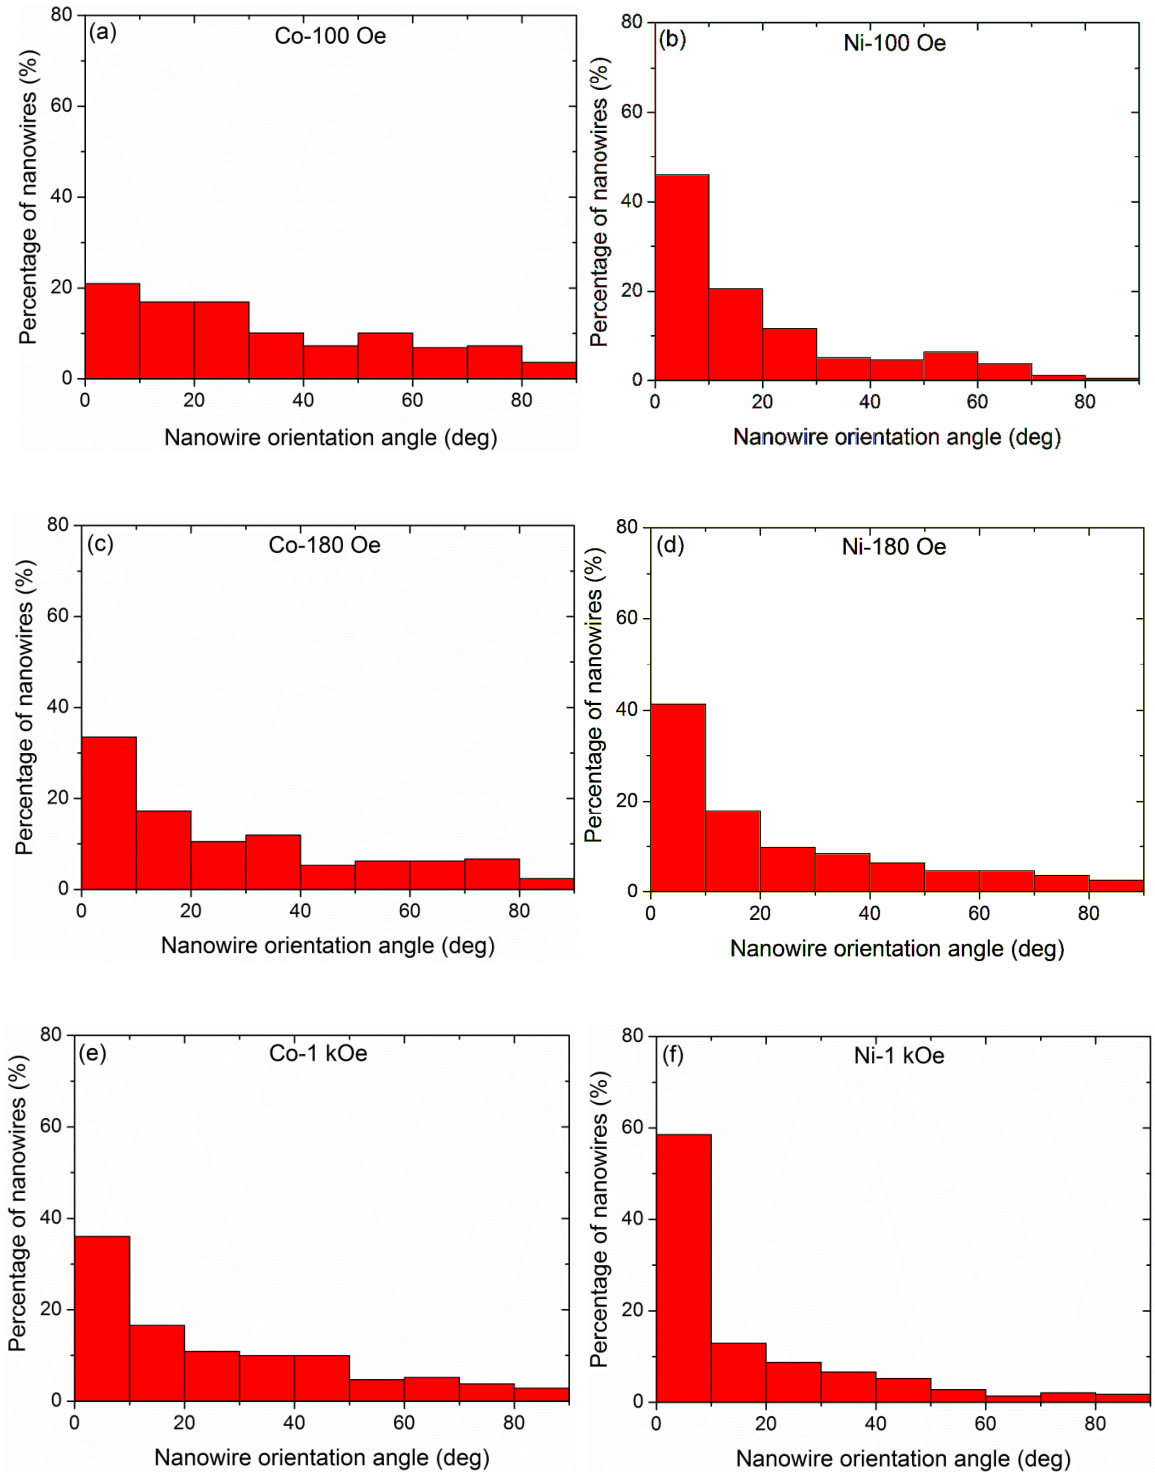 (a)
Co-100 Oe
Percentage of nanowires (%)
80
60
40
20
0
0 20 40 60 80
Nanowire orientation angle (deg)
(b)
Ni-100 Oe
Percentage of nanowires (%)
80
60
40
20
0
0 20 40 60 80
Nanowire orientation angle (deg)
(c)
Co-180 Oe
Percentage of nanowires (%)
80
60
40
20
0
0 20 40 60 80
Nanowire orientation angle (deg)
(d)
Ni-180 Oe
Percentage of nanowires (%)
80
60
40
20
0
0 20 40 60 80
Nanowire orientation angle (deg)
(e)
Co-1 kOe
Percentage of nanowires (%)
80
60
40
20
0
0 20 40 60 80
Nanowire orientation angle (deg)
(f)
Ni-1 kOe
Percentage of nanowires (%)
80
60
40
20
0
0 20 40 60 80
Nanowire orientation angle (deg)